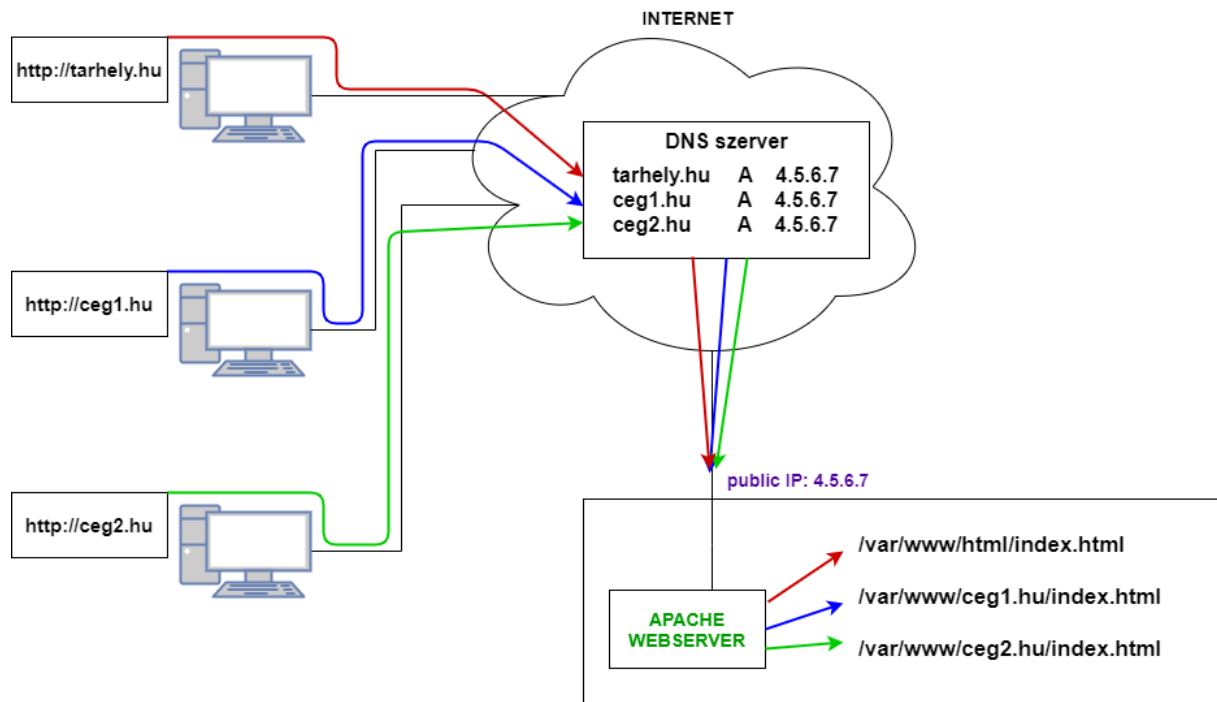 INTERNET
http://tarhely.hu
DNS szerver
tarhely.hu A 4.5.6.7
ceg1.hu A 4.5.6.7
ceg2.hu A 4.5.6.7
http://ceg1.hu
http://ceg2.hu
public IP: 4.5.6.7
APACHE
WEBSERVER
/var/www/html/index.html
/var/www/ceg1.hu/index.html
/var/www/ceg2.hu/index.html